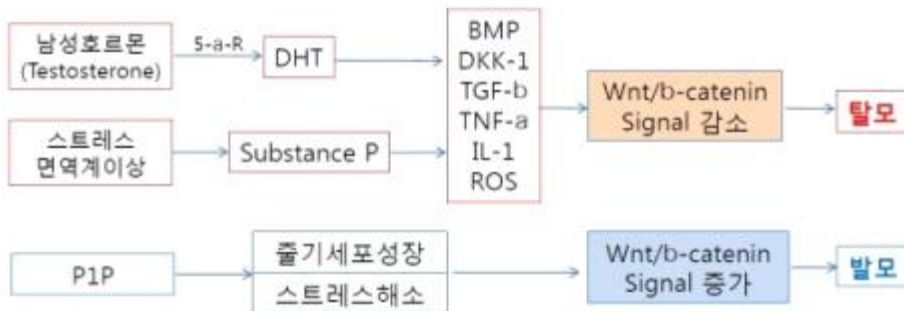 남성호르몬
(Testosterone)
5-a-R
DHT
BMP
DKK-1
TGF-b
TNF-a
IL-1
ROS
Wnt/b-catenin
Signal 감소
탈모
스트레스
면역계이상
Substance P
P1P
줄기세포성장
스트레스해소
Wnt/b-catenin
Signal 증가
발모